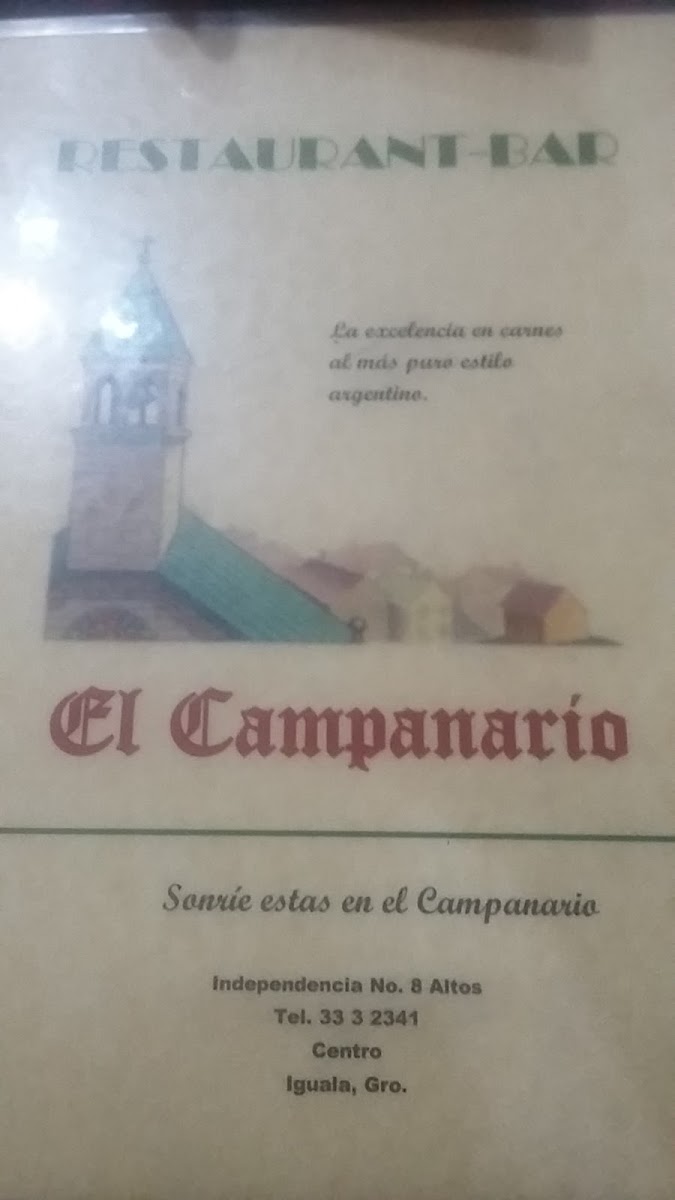 RESTAURANT-BAR
La excelencia en carnes
al más puro estilo
argentino.
El Campanario
Sonríe estas en el Campanario
Independencia No. 8 Altos
Tel. 33 3 2341
Centro
Iguala, Gro.